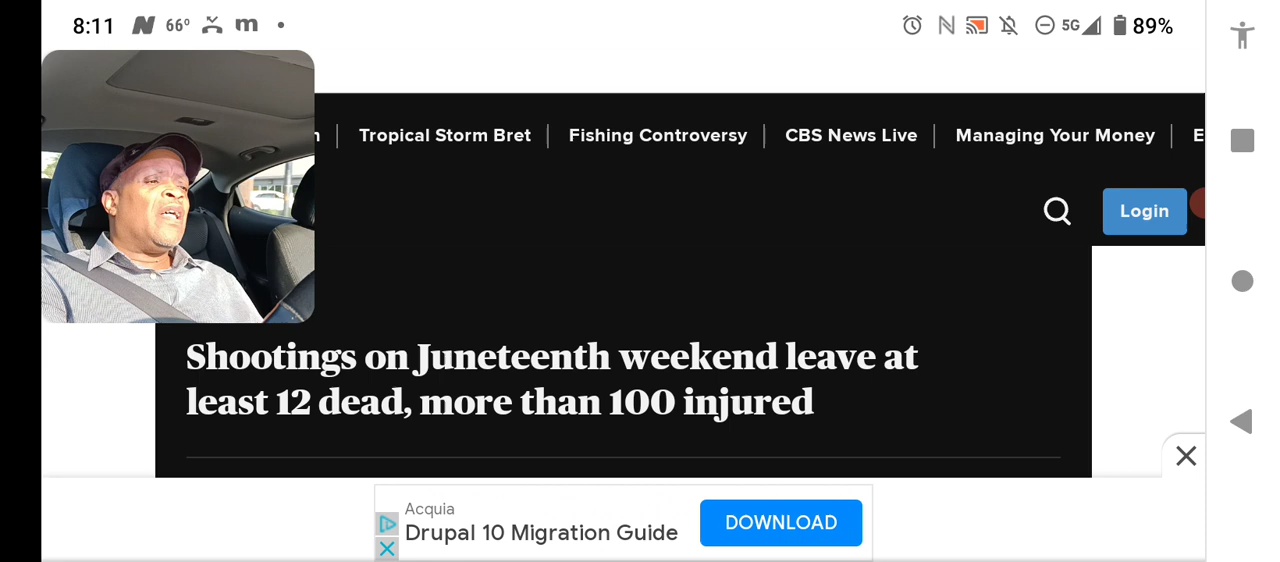 8:11 66° 5G 89%
Tropical Storm Bret Fishing Controversy CBS News Live Managing Your Money
Login
Shootings on Juneteenth weekend leave at
least 12 dead, more than 100 injured
Acquia
Drupal 10 Migration Guide
DOWNLOAD